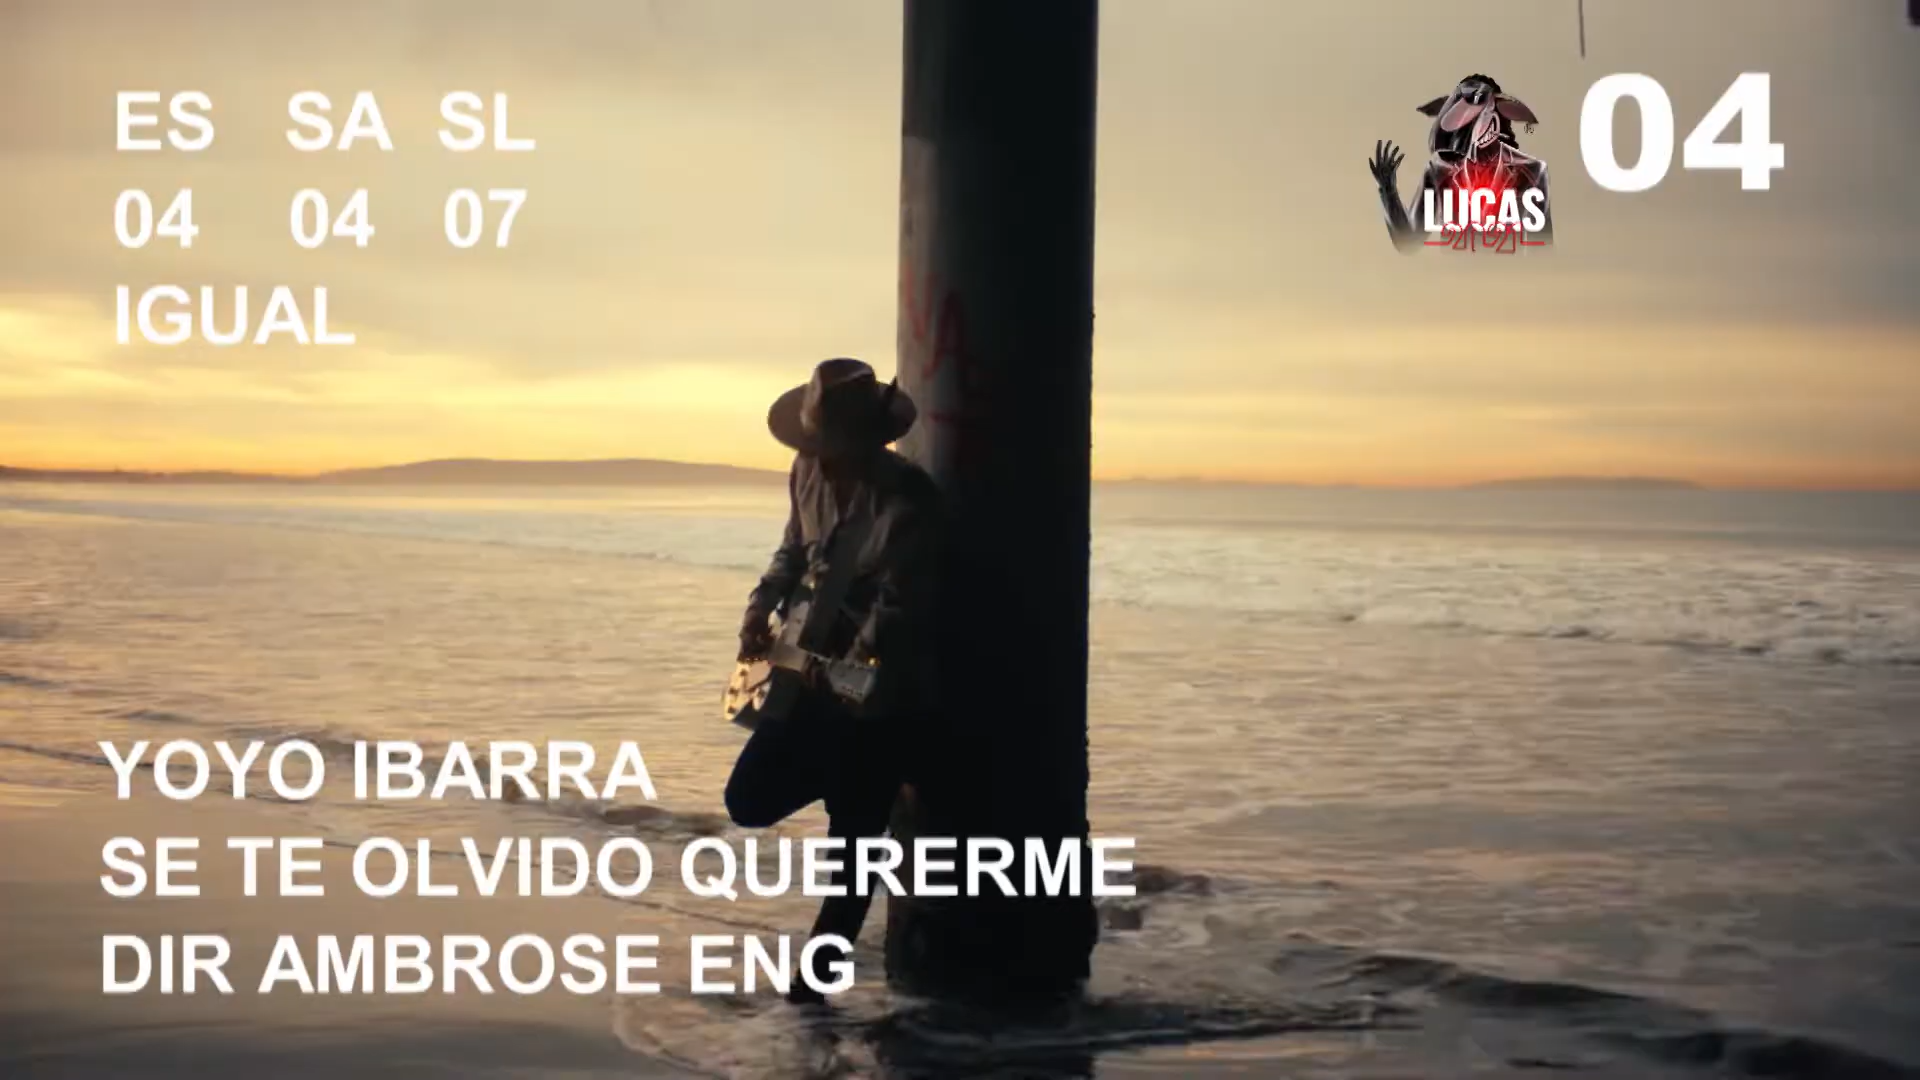 ES SA SL
04 04 07
IGUAL
04
LUCAS
YOYO IBARRA
SE TE OLVIDO QUERERME
DIR AMBROSE ENG